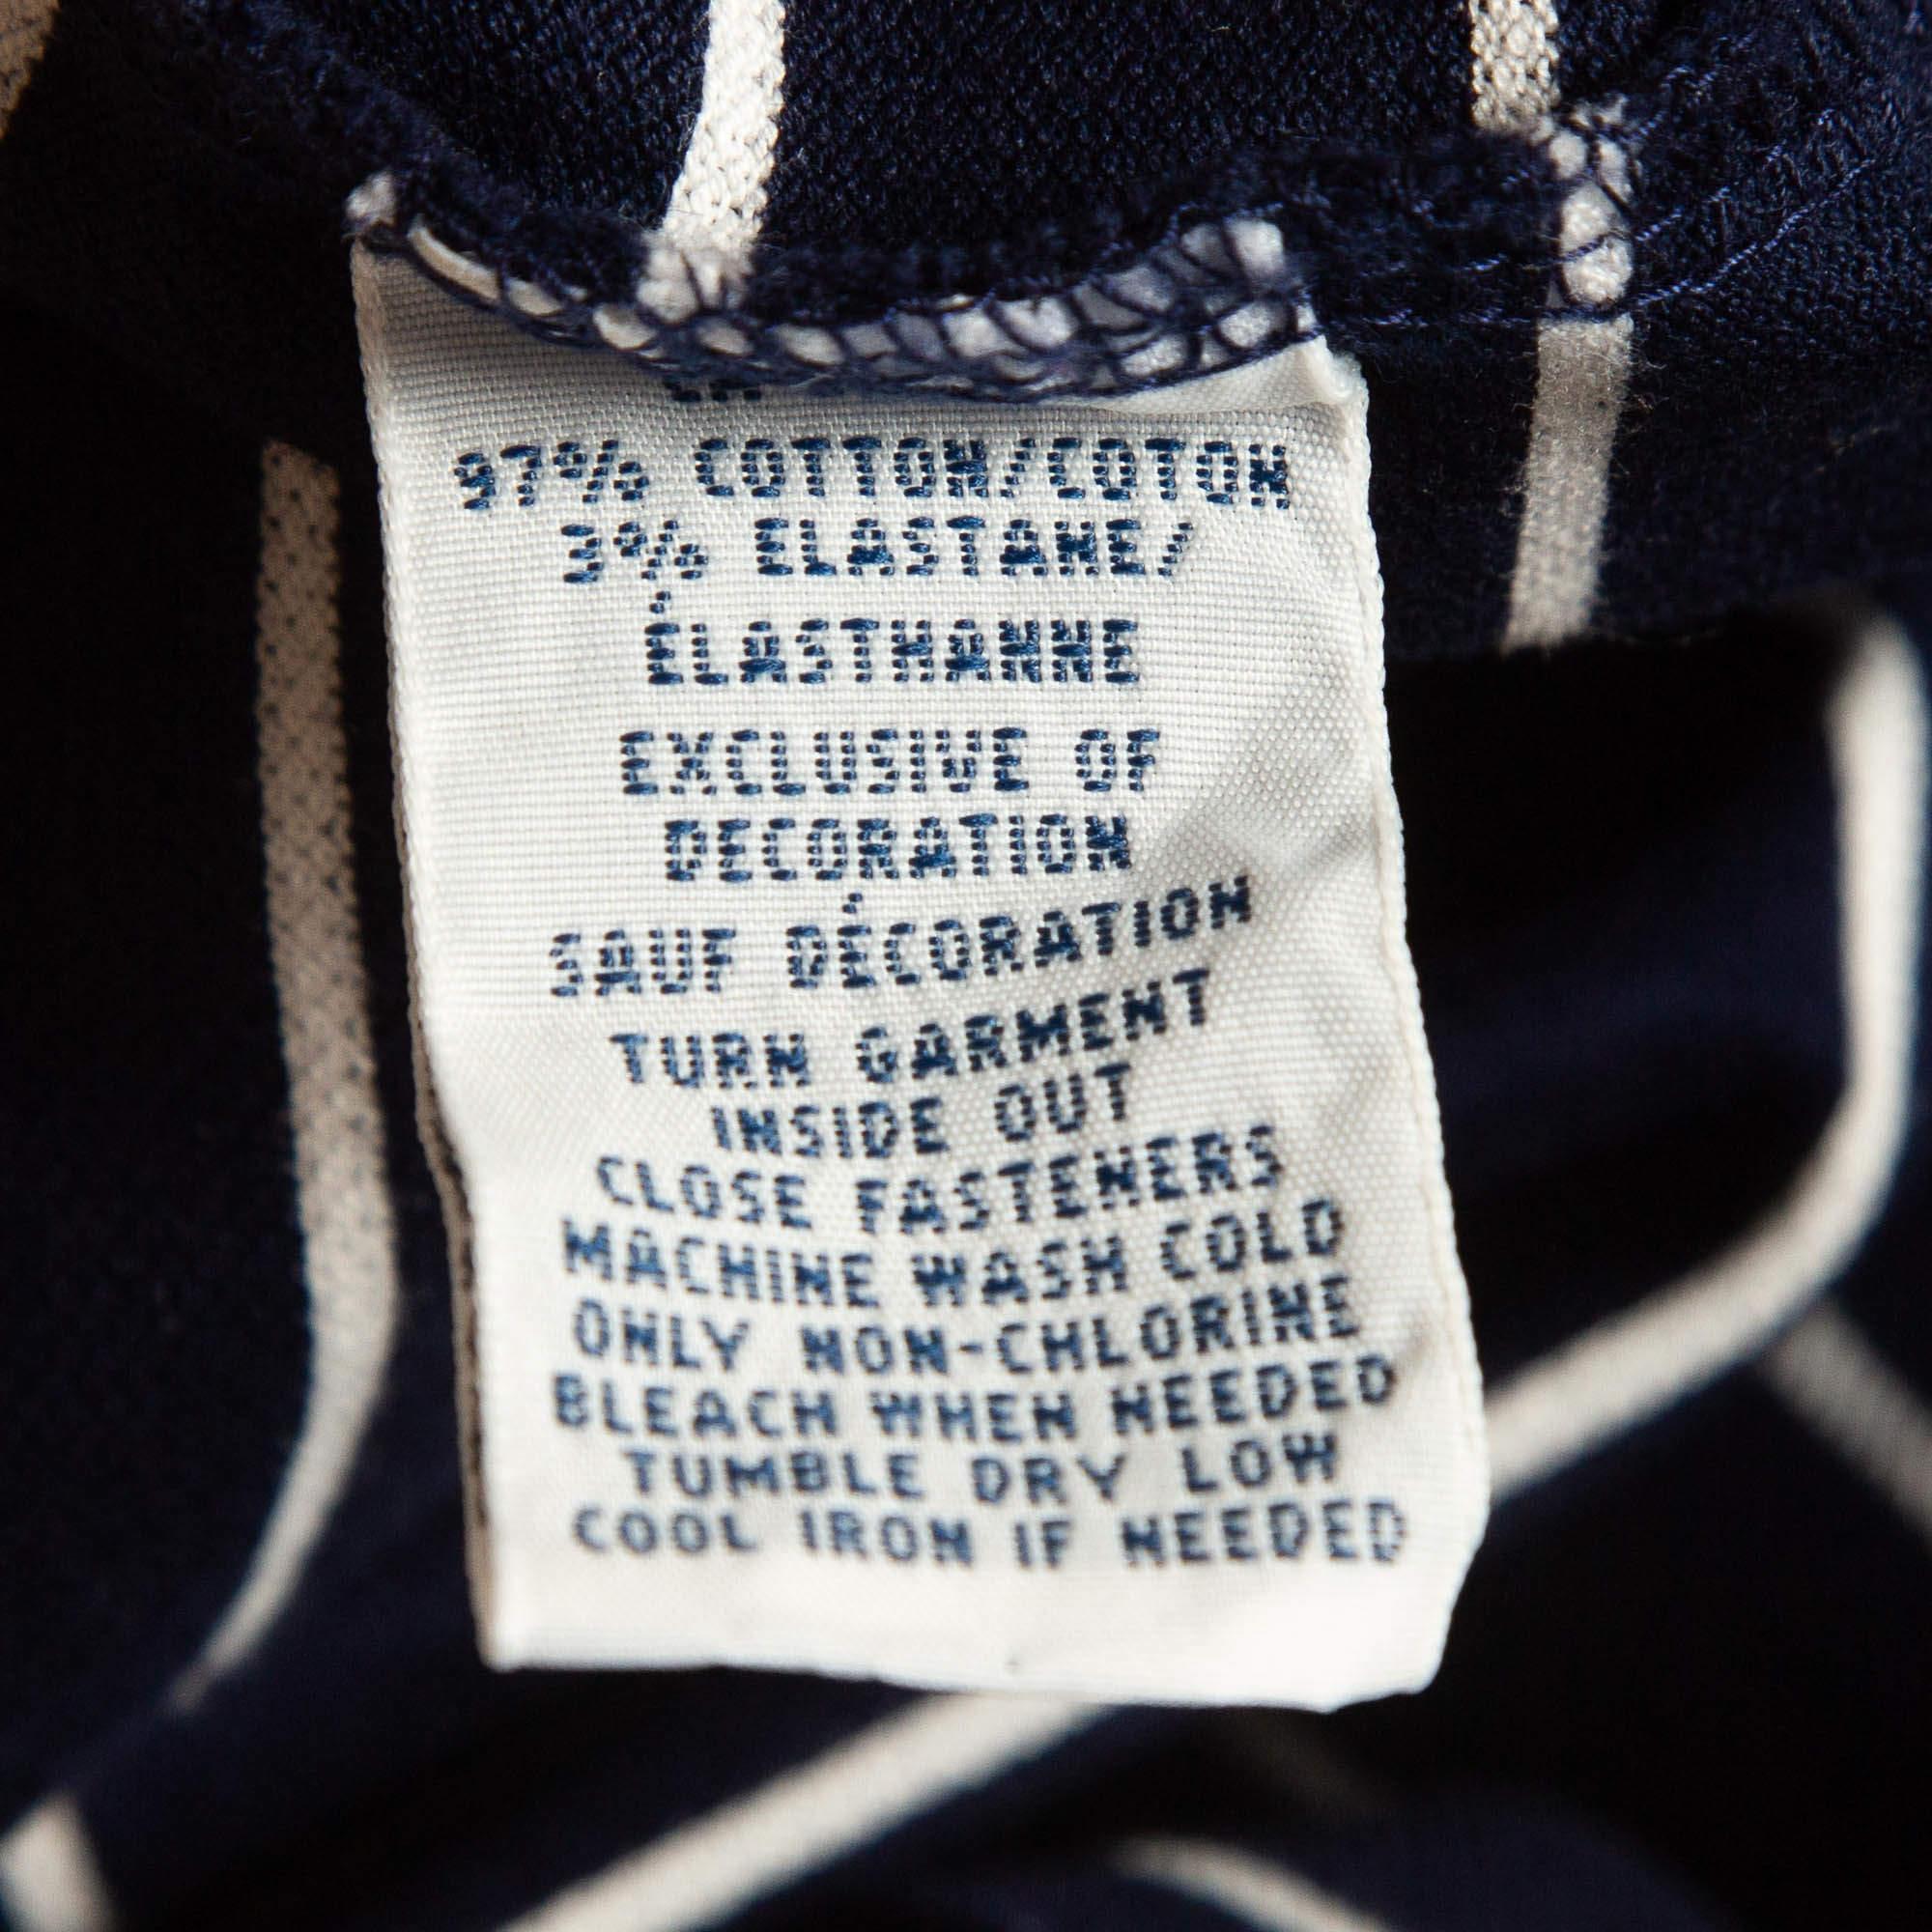 97% COTTON/COTON
3% ELASTANE/
ÉLASTHANNE
EXCLUSIVE OF
DECORATION
SAUF DÉCORATION
TURN GARMENT
INSIDE OUT
CLOSE FASTENERS
MACHINE WASH COLD
ONLY NON-CHLORINE
BLEACH WHEN NEEDED
TUMBLE DRY LOW
COOL IRON IF NEEDED